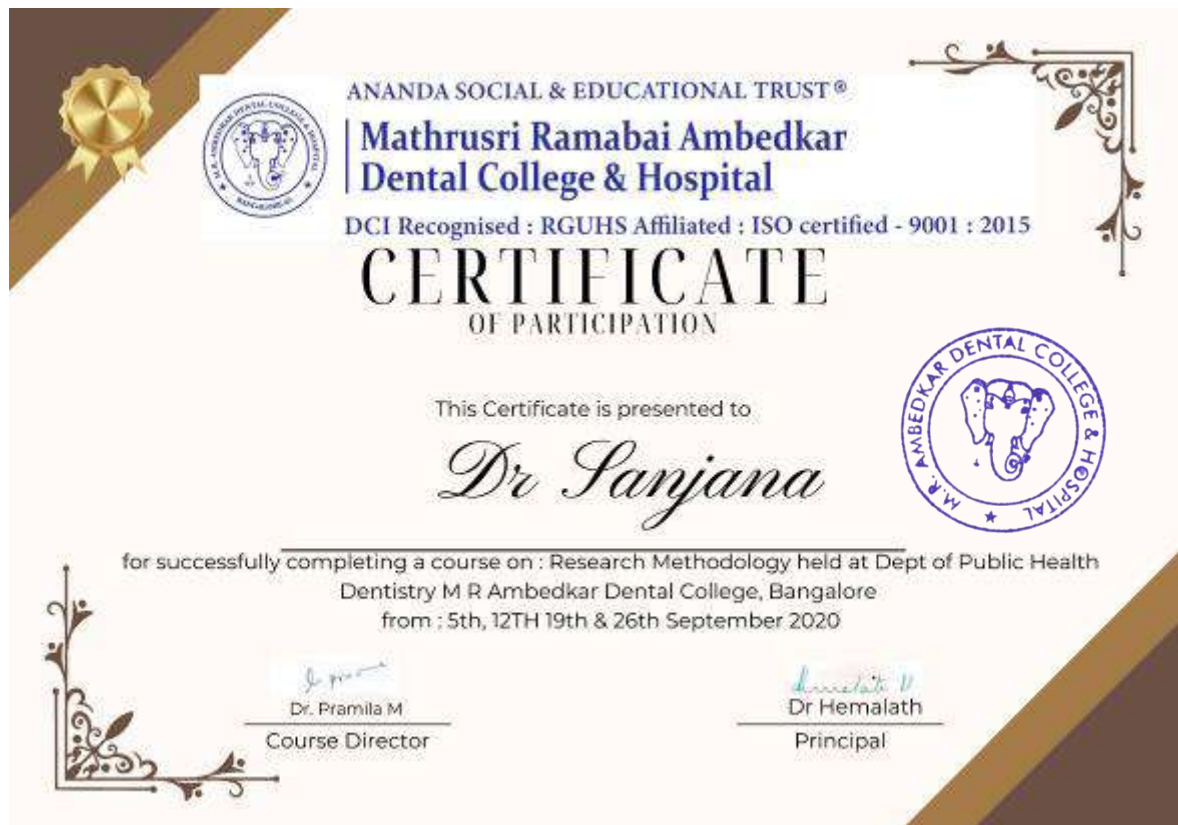 ANANDA SOCIAL & EDUCATIONAL TRUST ®
Mathrusri Ramabai Ambedkar
Dental College & Hospital
DCI Recognised : RGUHS Affiliated : ISO certified - 9001 : 2015
CERTIFICATE
OF PARTICIPATION
M.R. AMBEDKAR DENTAL COLLEGE & HOSPITAL
This Certificate is presented to
Dr Sanjana
for successfully completing a course on : Research Methodology held at Dept of Public Health
Dentistry M R Ambedkar Dental College, Bangalore
from : 5th, 12TH 19th & 26th September 2020
Dr. Pramila M
Course Director
Dr Hemalath
Principal